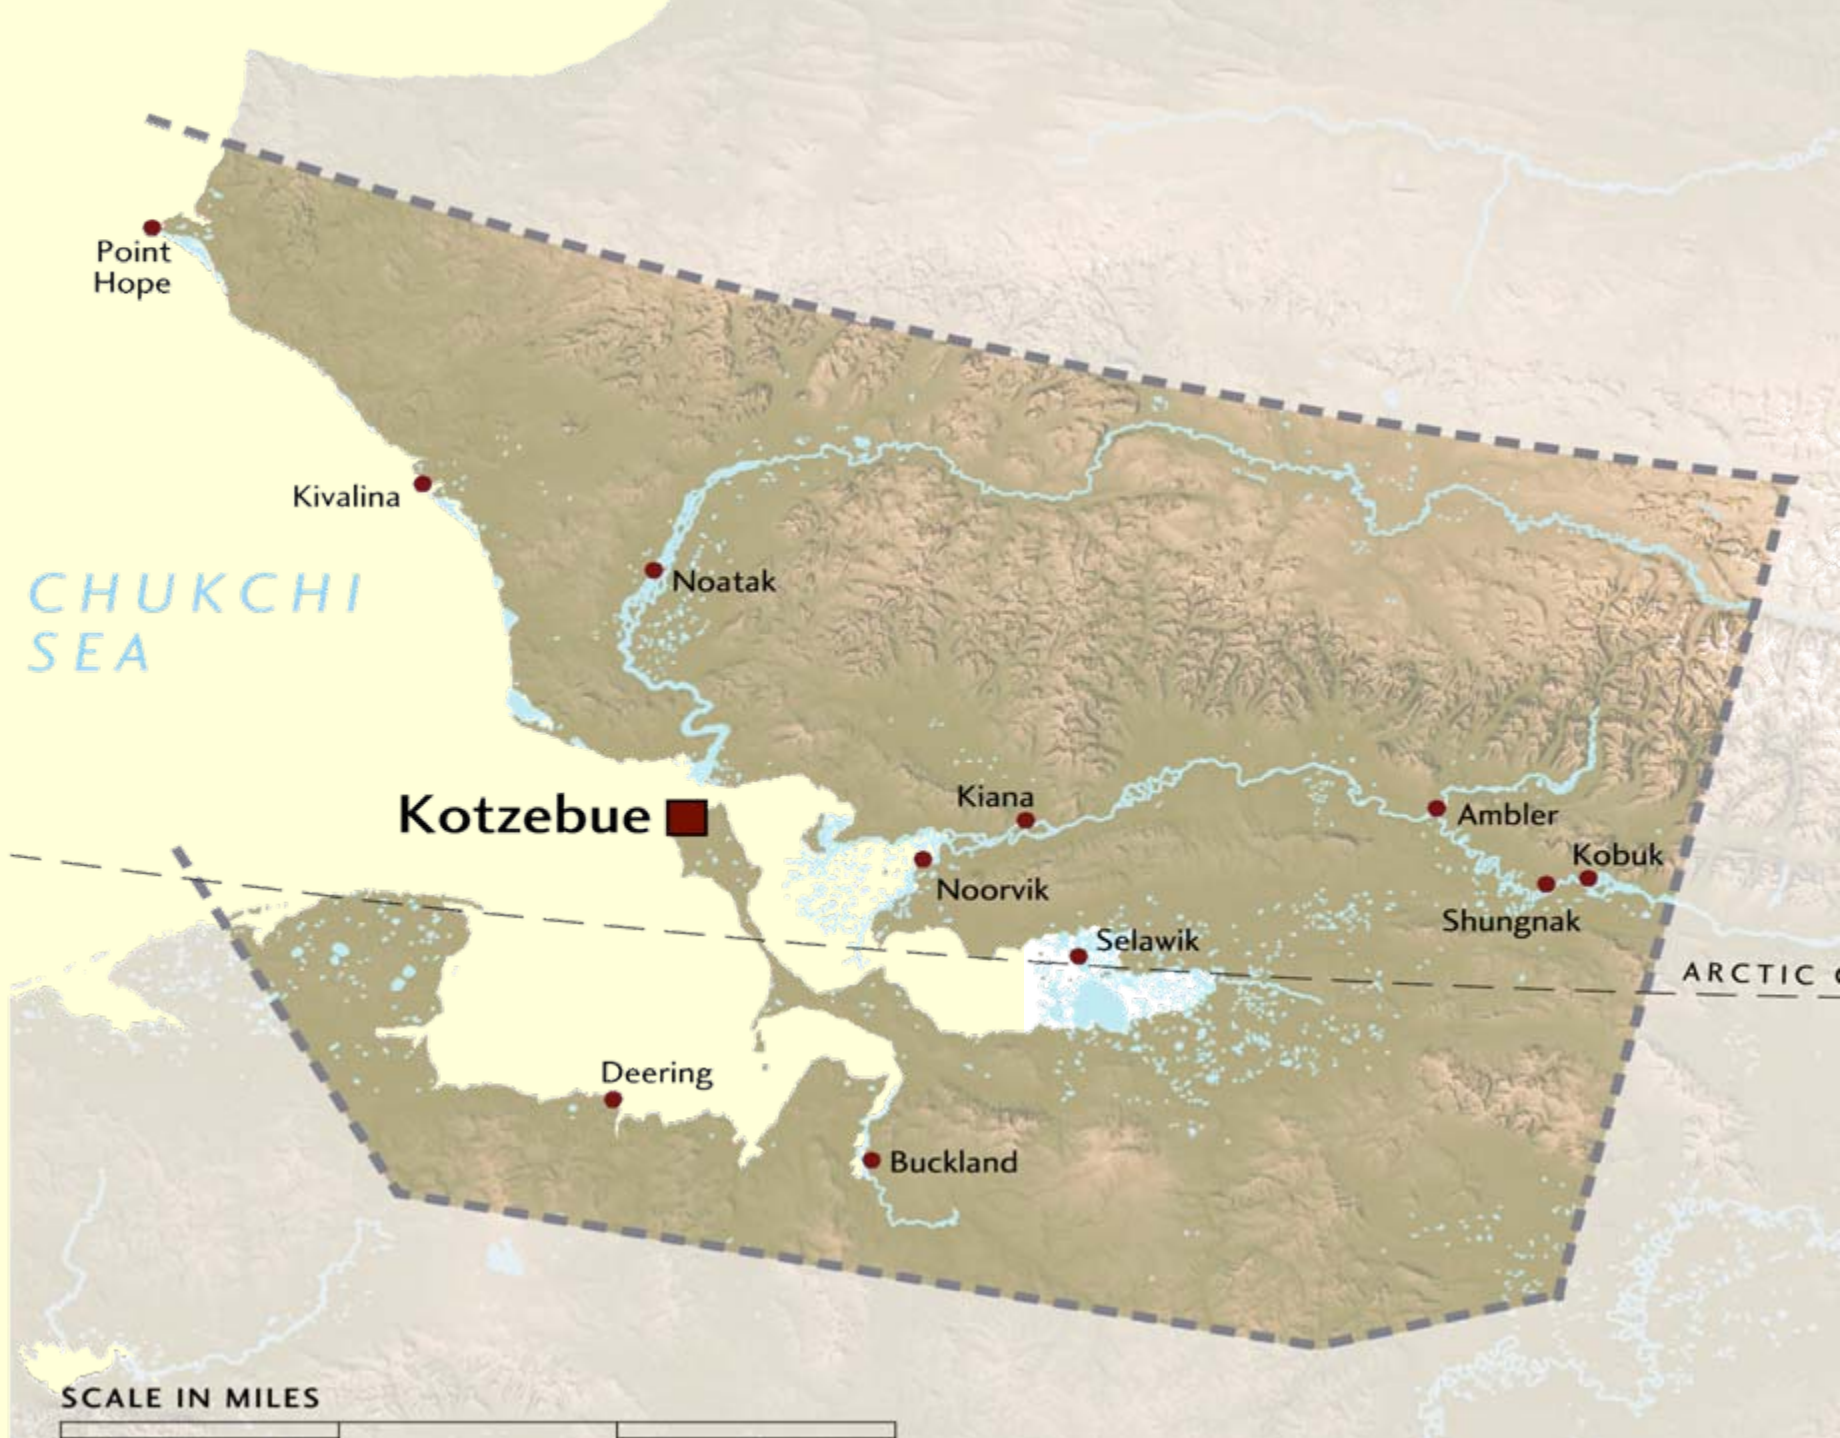 Point
Hope
Kivalina
Noatak
CHUKCHI
SEA
Kotzebue
Kiana
Ambler
Noorvik
Kobuk
Shungnak
Selawik
ARCTIC
Deering
Buckland
SCALE IN MILES